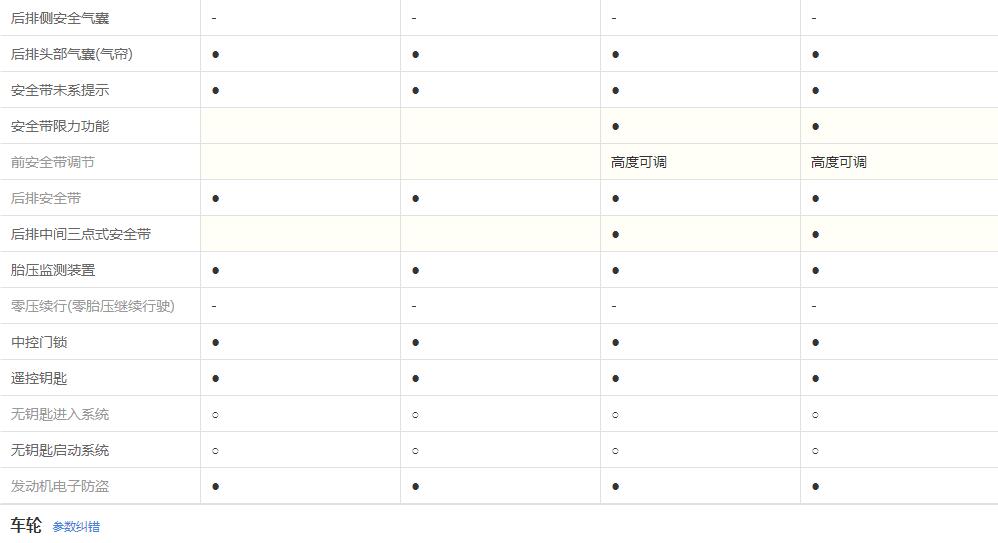 后排侧安全气囊 - - - -
后排头部气囊(气帘) ● ● ● ●
安全带未系提示 ● ● ● ●
安全带限力功能 ● ●
前安全带调节 高度可调 高度可调
后排安全带 ● ● ● ●
后排中间三点式安全带 ● ●
胎压监测装置 ● ● ● ●
零压续行(零胎压继续行驶) - - - -
中控门锁 ● ● ● ●
遥控钥匙 ● ● ● ●
无钥匙进入系统 ○ ○ ○ ○
无钥匙启动系统 ○ ○ ○ ○
发动机电子防盗 ● ● ● ●
车轮 参数纠错